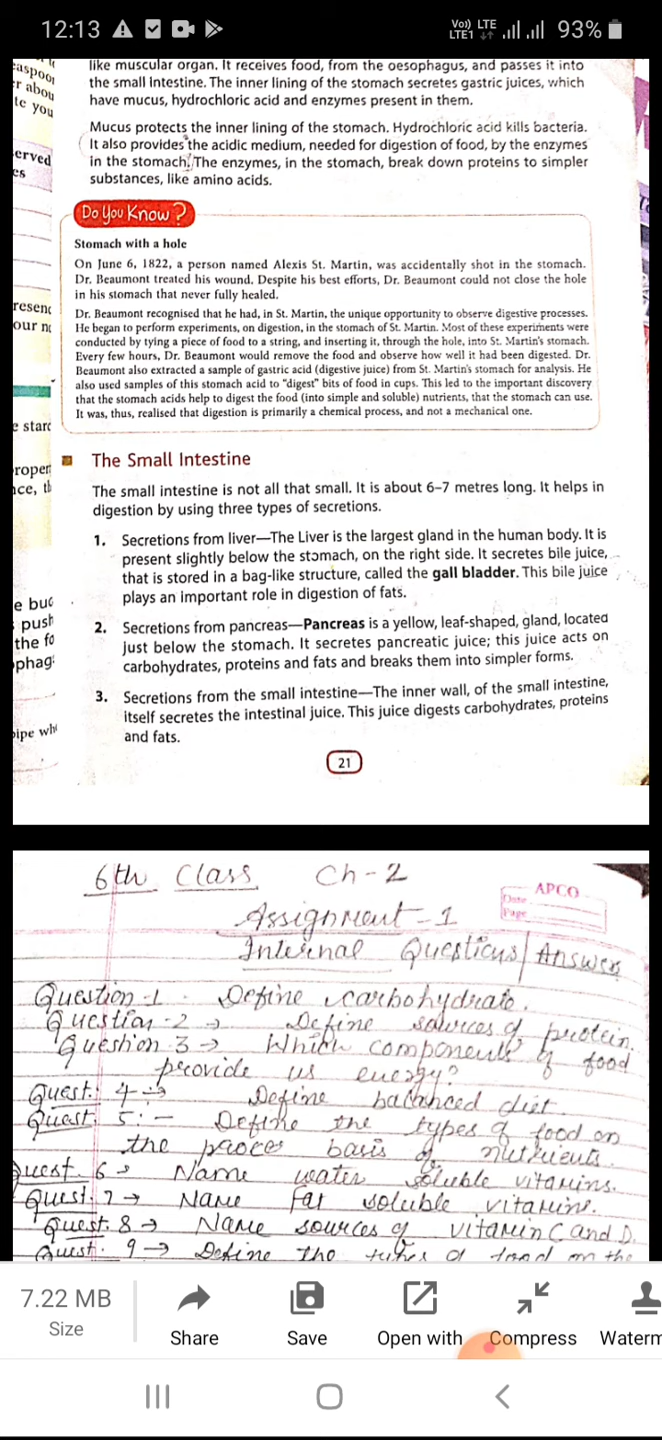 12:13
Vo)) LTE
LTE1
93%
like muscular organ. It receives food, from the oesophagus, and passes it into
the small intestine. The inner lining of the stomach secretes gastric juices, which
have mucus, hydrochloric acid and enzymes present in them.
Mucus protects the inner lining of the stomach. Hydrochloric acid kills bacteria.
It also provides the acidic medium, needed for digestion of food, by the enzymes
in the stomach. The enzymes, in the stomach, break down proteins to simpler
substances, like amino acids.
Do You Know?
Stomach with a hole
On June 6, 1822, a person named Alexis St. Martin, was accidentally shot in the stomach.
Dr. Beaumont treated his wound. Despite his best efforts, Dr. Beaumont could not close the hole
in his stomach that never fully healed.
Dr. Beaumont recognised that he had, in St. Martin, the unique opportunity to observe digestive processes.
He began to perform experiments, on digestion, in the stomach of St. Martin. Most of these experiments were
conducted by tying a piece of food to a string, and inserting it, through the hole, into St. Martin's stomach.
Every few hours, Dr. Beaumont would remove the food and observe how well it had been digested. Dr.
Beaumont also extracted a sample of gastric acid (digestive juice) from St. Martin's stomach for analysis. He
also used samples of this stomach acid to "digest" bits of food in cups. This led to the important discovery
that the stomach acids help to digest the food (into simple and soluble) nutrients, that the stomach can use.
It was, thus, realised that digestion is primarily a chemical process, and not a mechanical one.
The Small Intestine
The small intestine is not all that small. It is about 6–7 metres long. It helps in
digestion by using three types of secretions.
1. Secretions from liver—The Liver is the largest gland in the human body. It is
present slightly below the stomach, on the right side. It secretes bile juice,
that is stored in a bag-like structure, called the gall bladder. This bile juice
plays an important role in digestion of fats.
2. Secretions from pancreas—Pancreas is a yellow, leaf-shaped, gland, located
just below the stomach. It secretes pancreatic juice; this juice acts on
carbohydrates, proteins and fats and breaks them into simpler forms.
3. Secretions from the small intestine—The inner wall, of the small intestine,
itself secretes the intestinal juice. This juice digests carbohydrates, proteins
and fats.
21
6th Class Ch-2
APCO
Date
Page
Assignment-1
Internal Questions/Answer
Question-1 Define carbohydrate.
Question-2 → Define sources of protein.
Question 3 → Which components of food
provide us energy?
Quest. 4 → Define balanced diet.
Quest. 5:- Define the types of food on
the proces basis of nutrients.
Quest. 6 → Name water soluble vitamins.
Quest. 7 → Name Fat soluble vitamins.
Quest. 8 → Name sources of vitamin C and D.
Quest. 9 → Define the types of food on the
7.22 MB
Size
Share
Save
Open with
Compress
Waterm